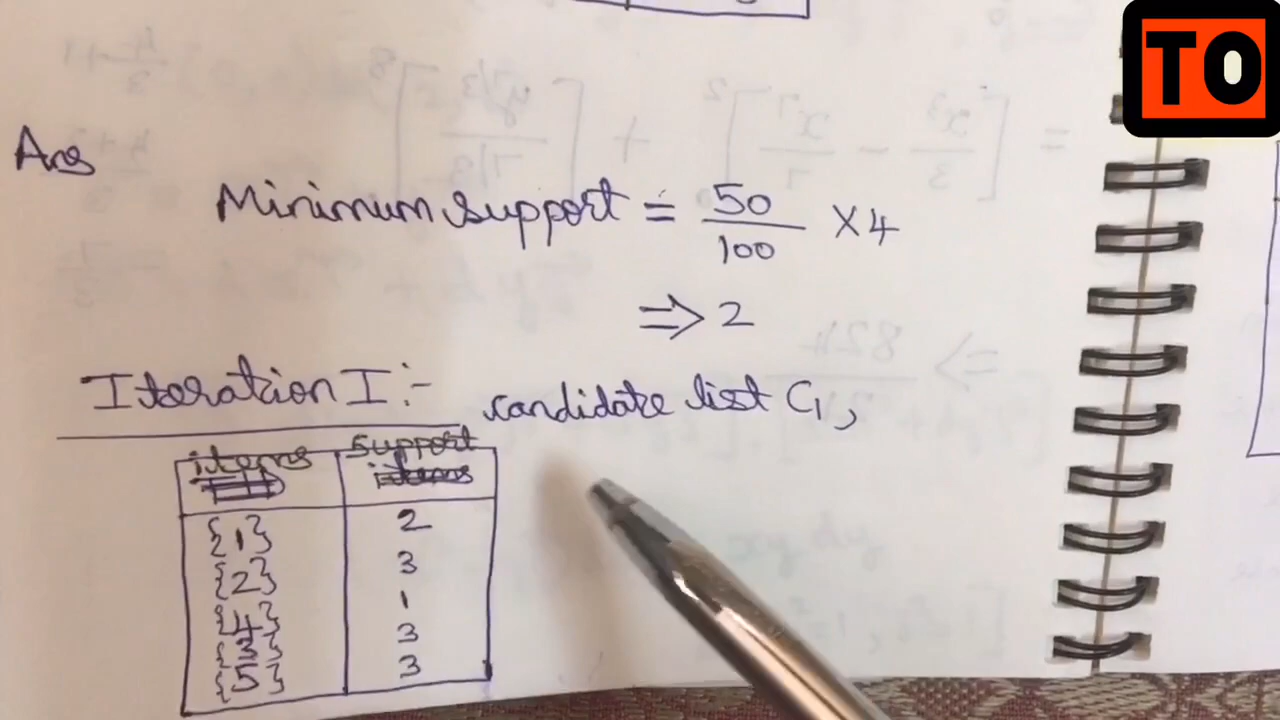 TO
Ans
Minimum support = 50/100 X 4
=> 2
Iteration I :- candidate list C1,
items support
items
{1} 2
{2} 3
{4} 1
{3} 3
{5} 3